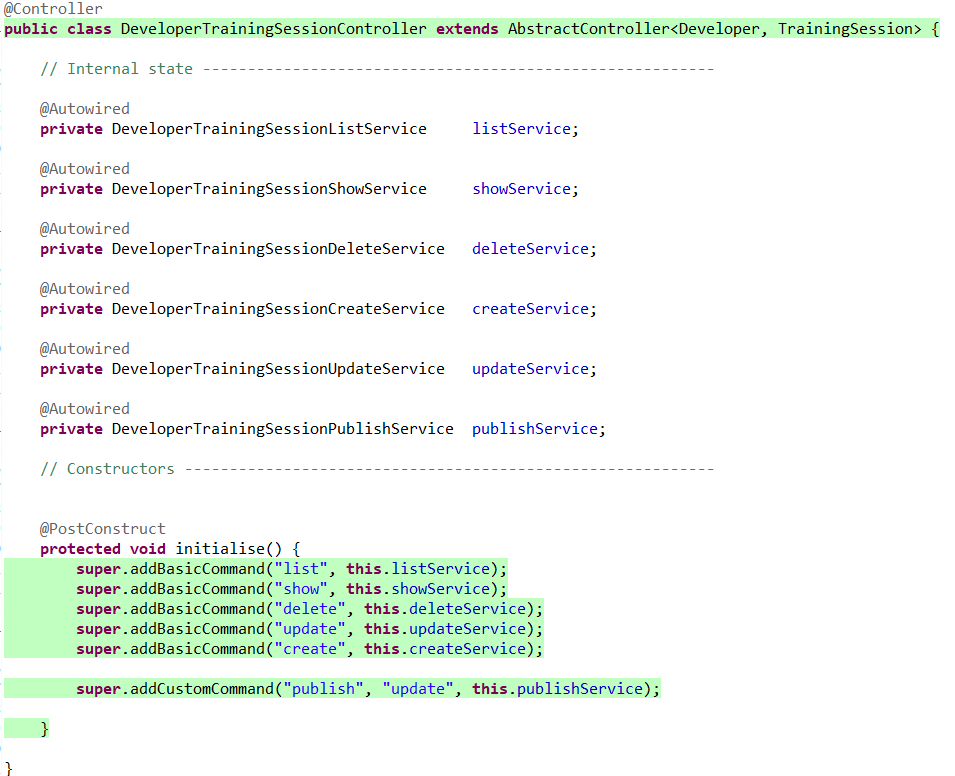 @Controller
public class DeveloperTrainingSessionController extends AbstractController<Developer, TrainingSession> {
// Internal state ---------------------------------------------------------
@Autowired
private DeveloperTrainingSessionListService listService;
@Autowired
private DeveloperTrainingSessionShowService showService;
@Autowired
private DeveloperTrainingSessionDeleteService deleteService;
@Autowired
private DeveloperTrainingSessionCreateService createService;
@Autowired
private DeveloperTrainingSessionUpdateService updateService;
@Autowired
private DeveloperTrainingSessionPublishService publishService;
// Constructors -----------------------------------------------------------
@PostConstruct
protected void initialise() {
super.addBasicCommand("list", this.listService);
super.addBasicCommand("show", this.showService);
super.addBasicCommand("delete", this.deleteService);
super.addBasicCommand("update", this.updateService);
super.addBasicCommand("create", this.createService);
super.addCustomCommand("publish", "update", this.publishService);
}
}